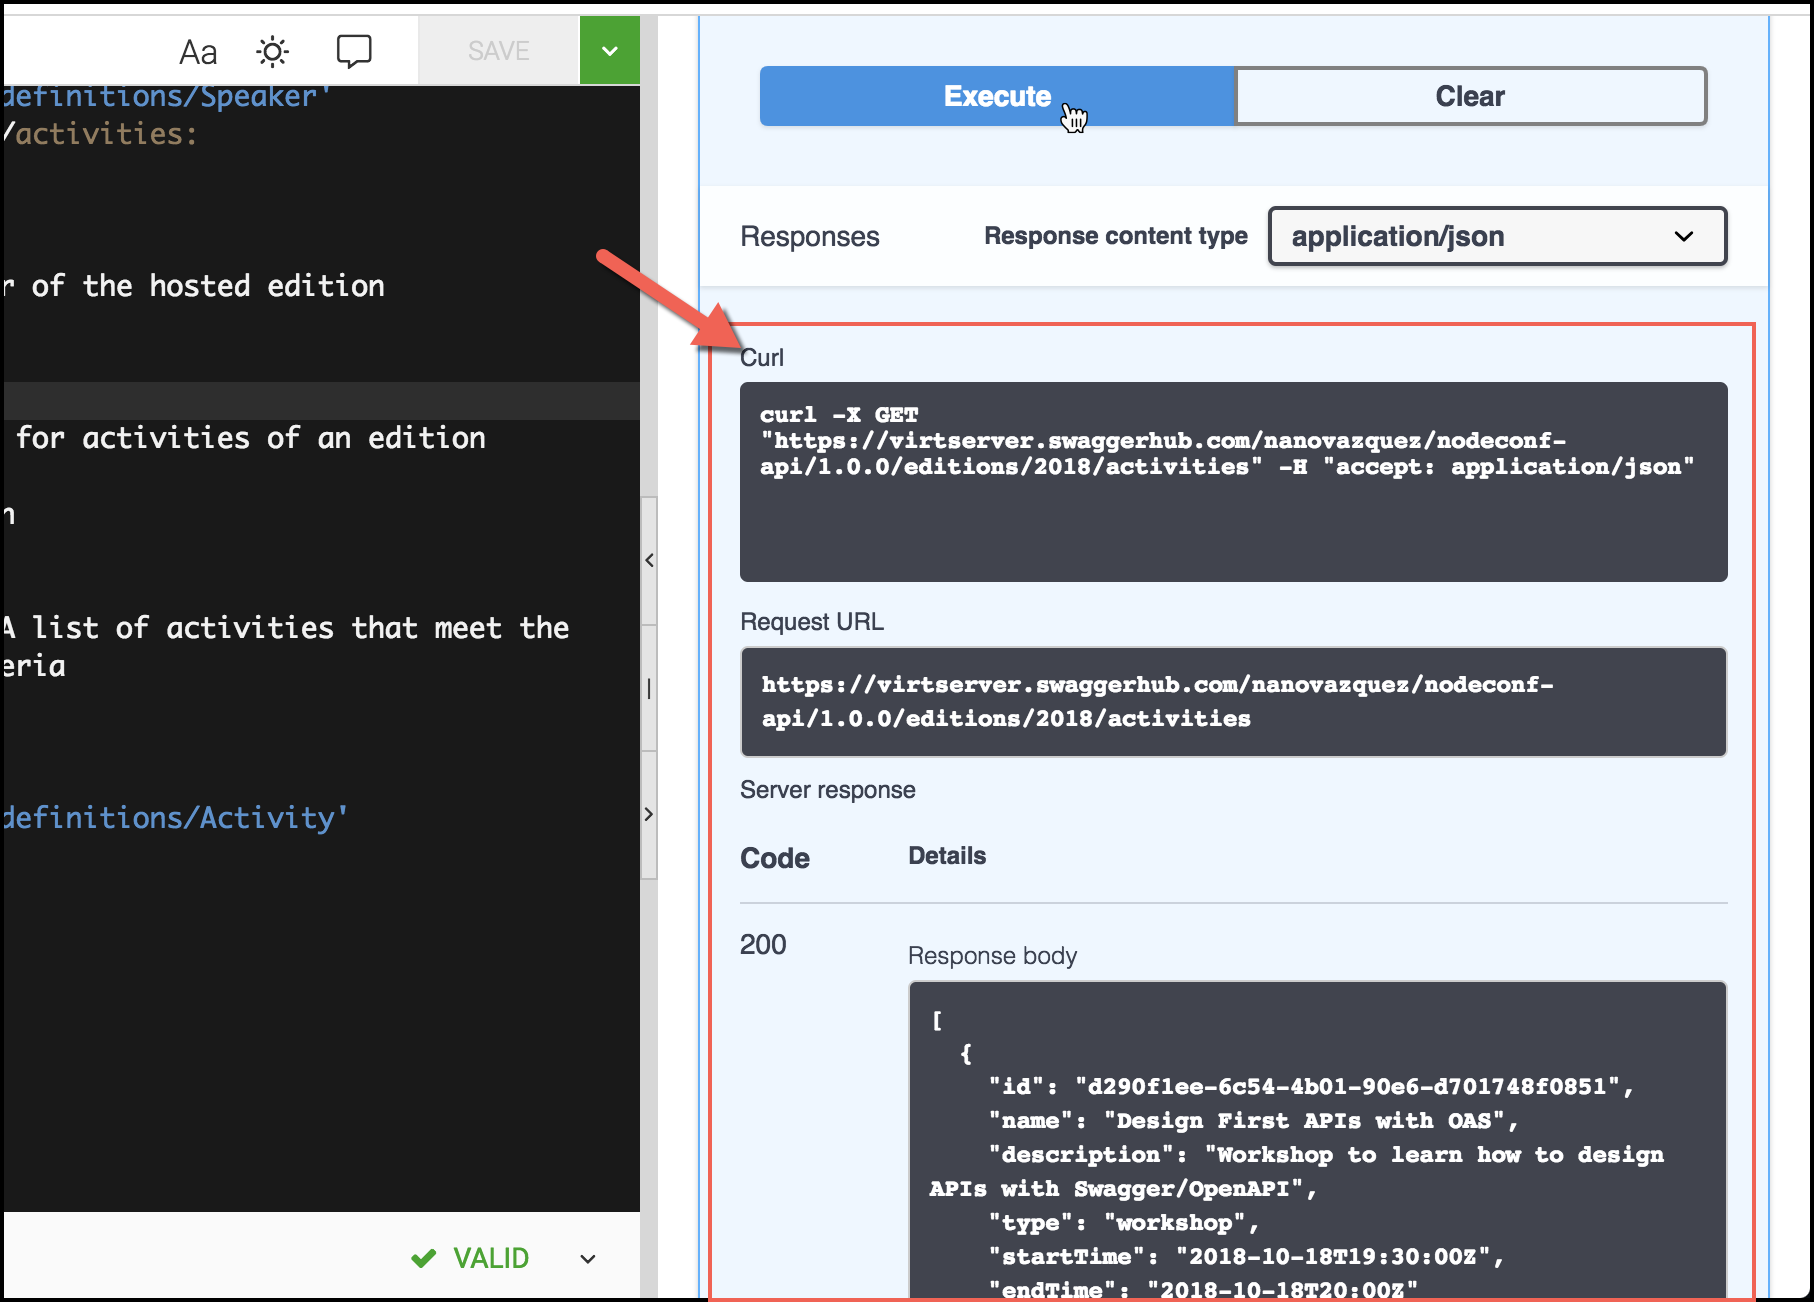 Aa
SAVE
definitions/Speaker'
/activities:
r of the hosted edition
for activities of an edition
n
A list of activities that meet the
eria
definitions/Activity'
VALID
Execute
Clear
Responses
Response content type
application/json
Curl
curl -X GET
"https://virtserver.swaggerhub.com/nanovazquez/nodeconf-
api/1.0.0/editions/2018/activities" -H "accept: application/json"
Request URL
https://virtserver.swaggerhub.com/nanovazquez/nodeconf-
api/1.0.0/editions/2018/activities
Server response
Code
Details
200
Response body
[
{
"id": "d290f1ee-6c54-4b01-90e6-d701748f0851",
"name": "Design First APIs with OAS",
"description": "Workshop to learn how to design
APIs with Swagger/OpenAPI",
"type": "workshop",
"startTime": "2018-10-18T19:30:00Z",
"endTime": "2018-10-18T20:00Z"